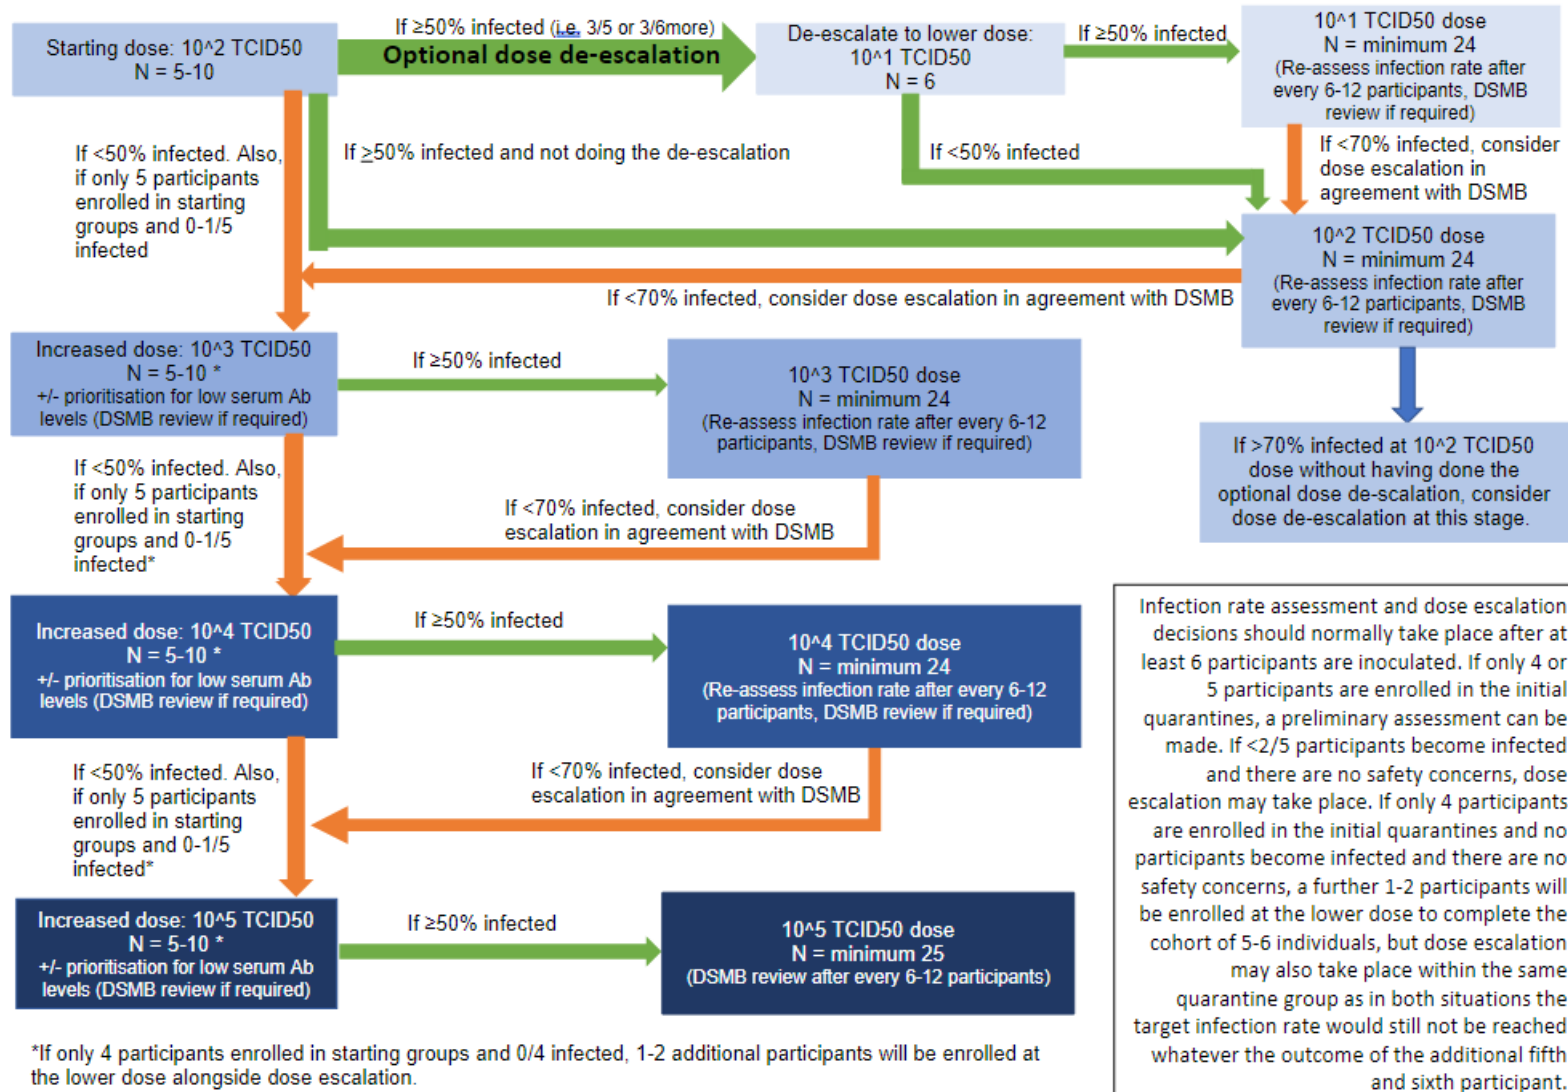 Starting dose: 10^2 TCID50
N = 5-10
If ≥50% infected (i.e. 3/5 or 3/6more)
Optional dose de-escalation
De-escalate to lower dose:
10^1 TCID50
N = 6
If ≥50% infected
10^1 TCID50 dose
N = minimum 24
(Re-assess infection rate after
every 6-12 participants, DSMB
review if required)
If <50% infected. Also,
if only 5 participants
enrolled in starting
groups and 0-1/5
infected
If ≥50% infected and not doing the de-escalation
If <50% infected
If <70% infected, consider
dose escalation in
agreement with DSMB
10^2 TCID50 dose
N = minimum 24
(Re-assess infection rate after
every 6-12 participants, DSMB
review if required)
If <70% infected, consider dose escalation in agreement with DSMB
Increased dose: 10^3 TCID50
N = 5-10 *
+/- prioritisation for low serum Ab
levels (DSMB review if required)
If ≥50% infected
10^3 TCID50 dose
N = minimum 24
(Re-assess infection rate after every 6-12
participants, DSMB review if required)
If >70% infected at 10^2 TCID50
dose without having done the
optional dose de-scalation, consider
dose de-escalation at this stage.
If <50% infected. Also,
if only 5 participants
enrolled in starting
groups and 0-1/5
infected*
If <70% infected, consider dose
escalation in agreement with DSMB
Increased dose: 10^4 TCID50
N = 5-10 *
+/- prioritisation for low serum Ab
levels (DSMB review if required)
If ≥50% infected
10^4 TCID50 dose
N = minimum 24
(Re-assess infection rate after every 6-12
participants, DSMB review if required)
If <50% infected. Also,
if only 5 participants
enrolled in starting
groups and 0-1/5
infected*
If <70% infected, consider dose
escalation in agreement with DSMB
Increased dose: 10^5 TCID50
N = 5-10 *
+/- prioritisation for low serum Ab
levels (DSMB review if required)
If ≥50% infected
10^5 TCID50 dose
N = minimum 25
(DSMB review after every 6-12 participants)
Infection rate assessment and dose escalation
decisions should normally take place after at
least 6 participants are inoculated. If only 4 or
5 participants are enrolled in the initial
quarantines, a preliminary assessment can be
made. If <2/5 participants become infected
and there are no safety concerns, dose
escalation may take place. If only 4 participants
are enrolled in the initial quarantines and no
participants become infected and there are no
safety concerns, a further 1-2 participants will
be enrolled at the lower dose to complete the
cohort of 5-6 individuals, but dose escalation
may also take place within the same
quarantine group as in both situations the
target infection rate would still not be reached
whatever the outcome of the additional fifth
and sixth participant.
*If only 4 participants enrolled in starting groups and 0/4 infected, 1-2 additional participants will be enrolled at
the lower dose alongside dose escalation.